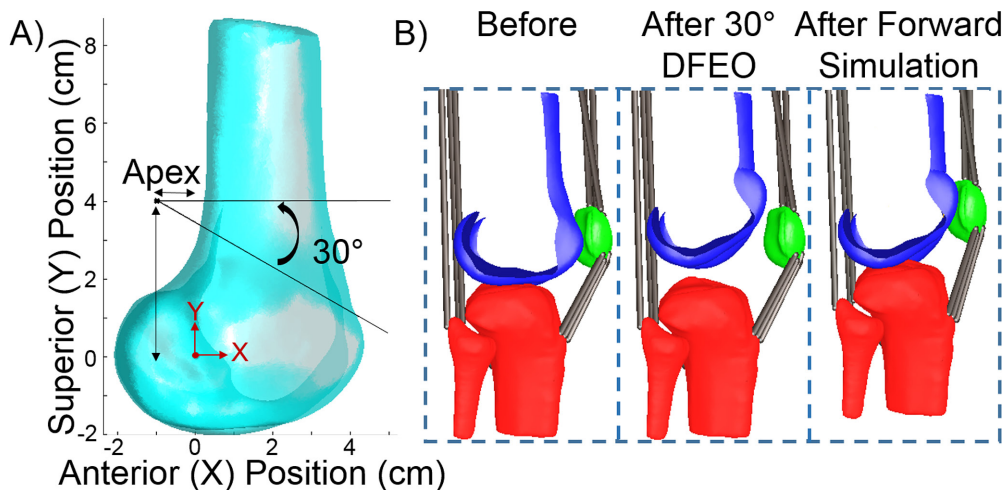 A)
Superior (Y) Position (cm)
8
6
4
2
0
-2
Apex
30°
Y
X
-2
0
2
4
Anterior (X) Position (cm)
B)
Before
After 30°
DFEO
After Forward
Simulation